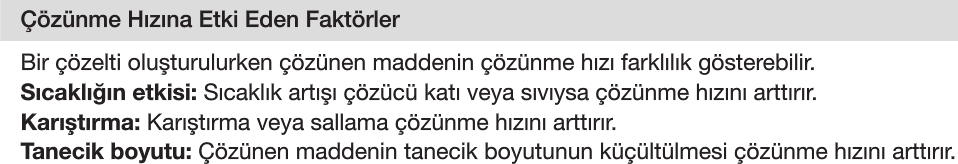 Çözünme Hızına Etki Eden Faktörler
Bir çözelti oluşturulurken çözünen maddenin çözünme hızı farklılık gösterebilir.
Sıcaklığın etkisi: Sıcaklık artışı çözücü katı veya sıvıysa çözünme hızını arttırır.
Karıştırma: Karıştırma veya sallama çözünme hızını arttırır.
Tanecik boyutu: Çözünen maddenin tanecik boyutunun küçültülmesi çözünme hızını arttırır.